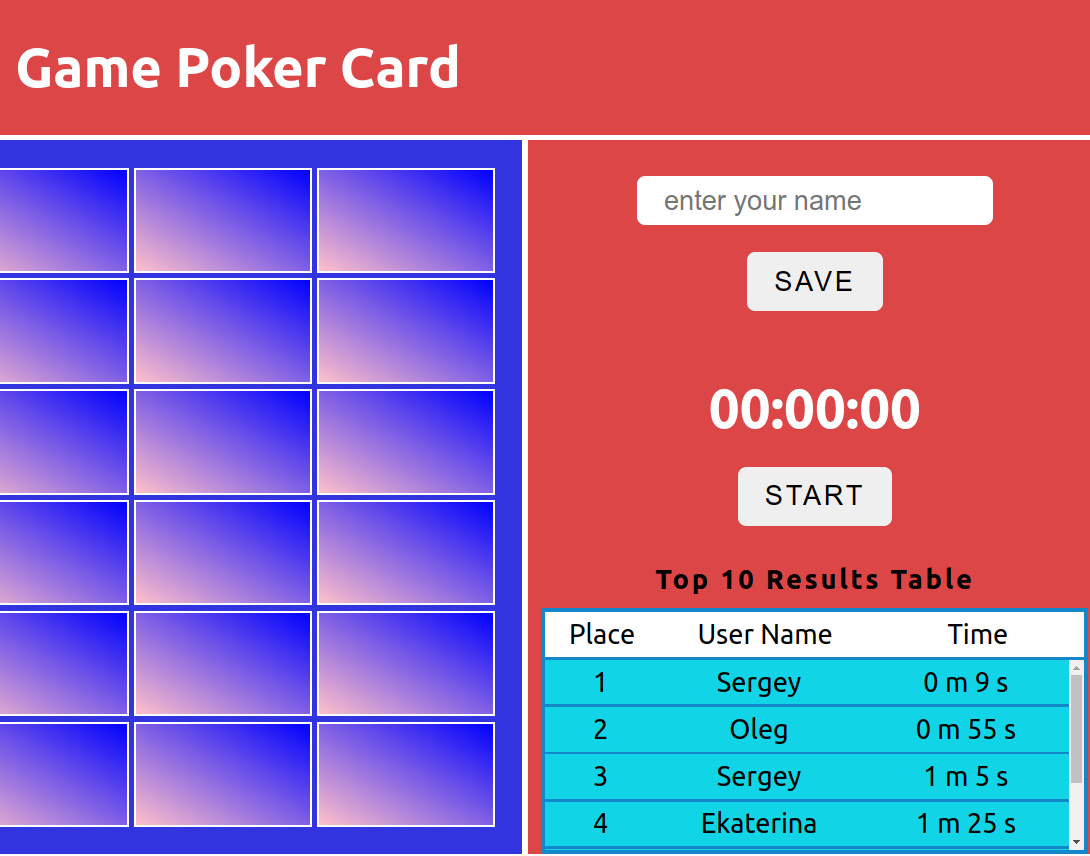 Game Poker Card
enter your name
SAVE
00:00:00
START
Top 10 Results Table
Place User Name Time
1 Sergey 0 m 9 s
2 Oleg 0 m 55 s
3 Sergey 1 m 5 s
4 Ekaterina 1 m 25 s